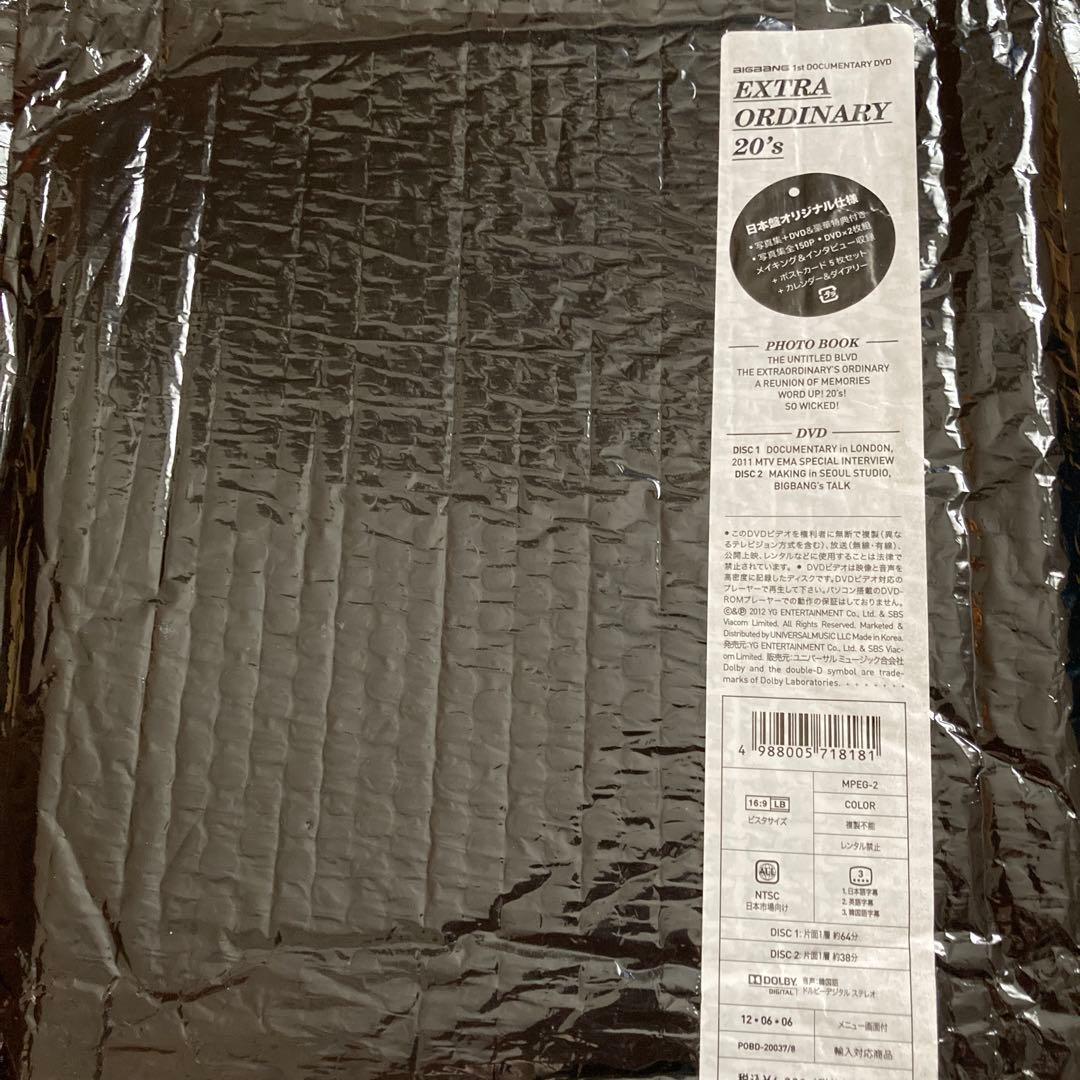 BIGBANG 1st DOCUMENTARY DVD
EXTRA
ORDINARY
20's
日本盤オリジナル仕様
・写真集+DVD&豪華特典付き
・写真集全150P・DVD×2枚組
メイキング&インタビュー収録
+ポストカード5枚セット
+カレンダー&ダイアリー
PHOTO BOOK
THE UNTITLED BLVD
THE EXTRAORDINARY'S ORDINARY
A REUNION OF MEMORIES
WORD UP! 20's!
SO WICKED!
DVD
DISC 1 DOCUMENTARY in LONDON,
2011 MTV EMA SPECIAL INTERVIEW
DISC 2 MAKING in SEOUL STUDIO,
BIGBANG's TALK
●このDVDビデオを権利者に無断で複製(異な
るテレビジョン方式を含む)、放送(無線・有線)、
公開上映、レンタルなどに使用することは法律で
禁止されています。● DVDビデオは映像と音声を
高密度に記録したディスクです。DVDビデオ対応の
プレーヤーで再生して下さい。パソコン搭載のDVD-
ROMプレーヤーでの動作の保証はしておりません。
©&℗ 2012 YG ENTERTAINMENT Co., Ltd. & SBS
Viacom Limited. All Rights Reserved. Marketed &
Distributed by UNIVERSAL MUSIC LLC Made in Korea.
発売元:YG ENTERTAINMENT Co., Ltd. & SBS Viac-
om Limited. 販売元:ユニバーサル ミュージック合同会社
Dolby and the double-D symbol are trade-
marks of Dolby Laboratories.
4 988005 718181
16:9 LB
ビスタサイズ
MPEG-2
COLOR
複製不能
レンタル禁止
ALL
NTSC
日本市場向け
3
1. 日本語字幕
2. 英語字幕
3. 韓国語字幕
DISC 1: 片面1層 約64分
DISC 2: 片面1層 約38分
DOLBY
DIGITAL
音声:韓国語
ドルビーデジタル ステレオ
12・06・06
メニュー画面付
POBD-20037/8
輸入対応商品